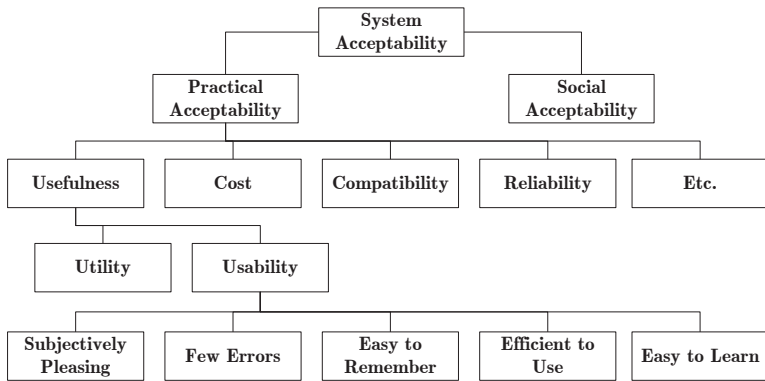 System
Acceptability
Practical
Acceptability
Social
Acceptability
Usefulness
Cost
Compatibility
Reliability
Etc.
Utility
Usability
Subjectively
Pleasing
Few Errors
Easy to
Remember
Efficient to
Use
Easy to Learn